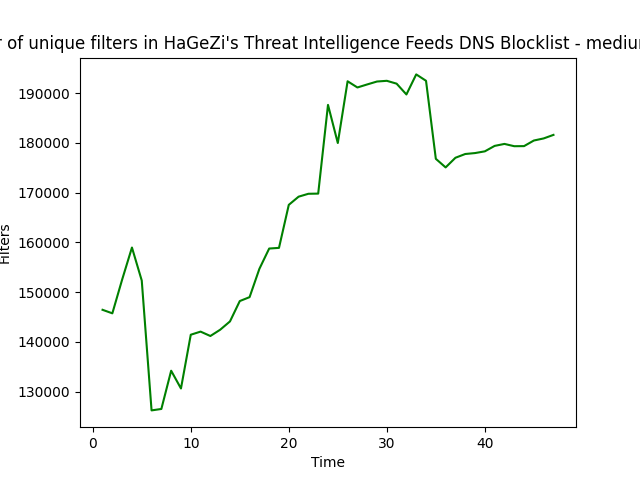 r of unique filters in HaGeZi's Threat Intelligence Feeds DNS Blocklist - mediu
190000
180000
170000
160000
150000
140000
130000
Filters
0 10 20 30 40
Time